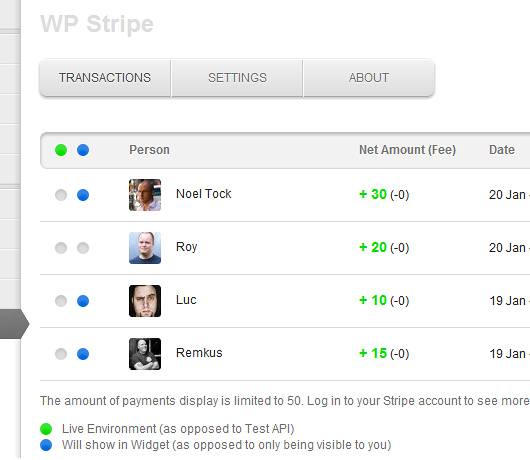 WP Stripe
TRANSACTIONS SETTINGS ABOUT
Person Net Amount (Fee) Date
Noel Tock + 30 (-0) 20 Jan -
Roy + 20 (-0) 20 Jan -
Luc + 10 (-0) 19 Jan -
Remkus + 15 (-0) 19 Jan -
The amount of payments display is limited to 50. Log in to your Stripe account to see more
Live Environment (as opposed to Test API)
Will show in Widget (as opposed to only being visible to you)